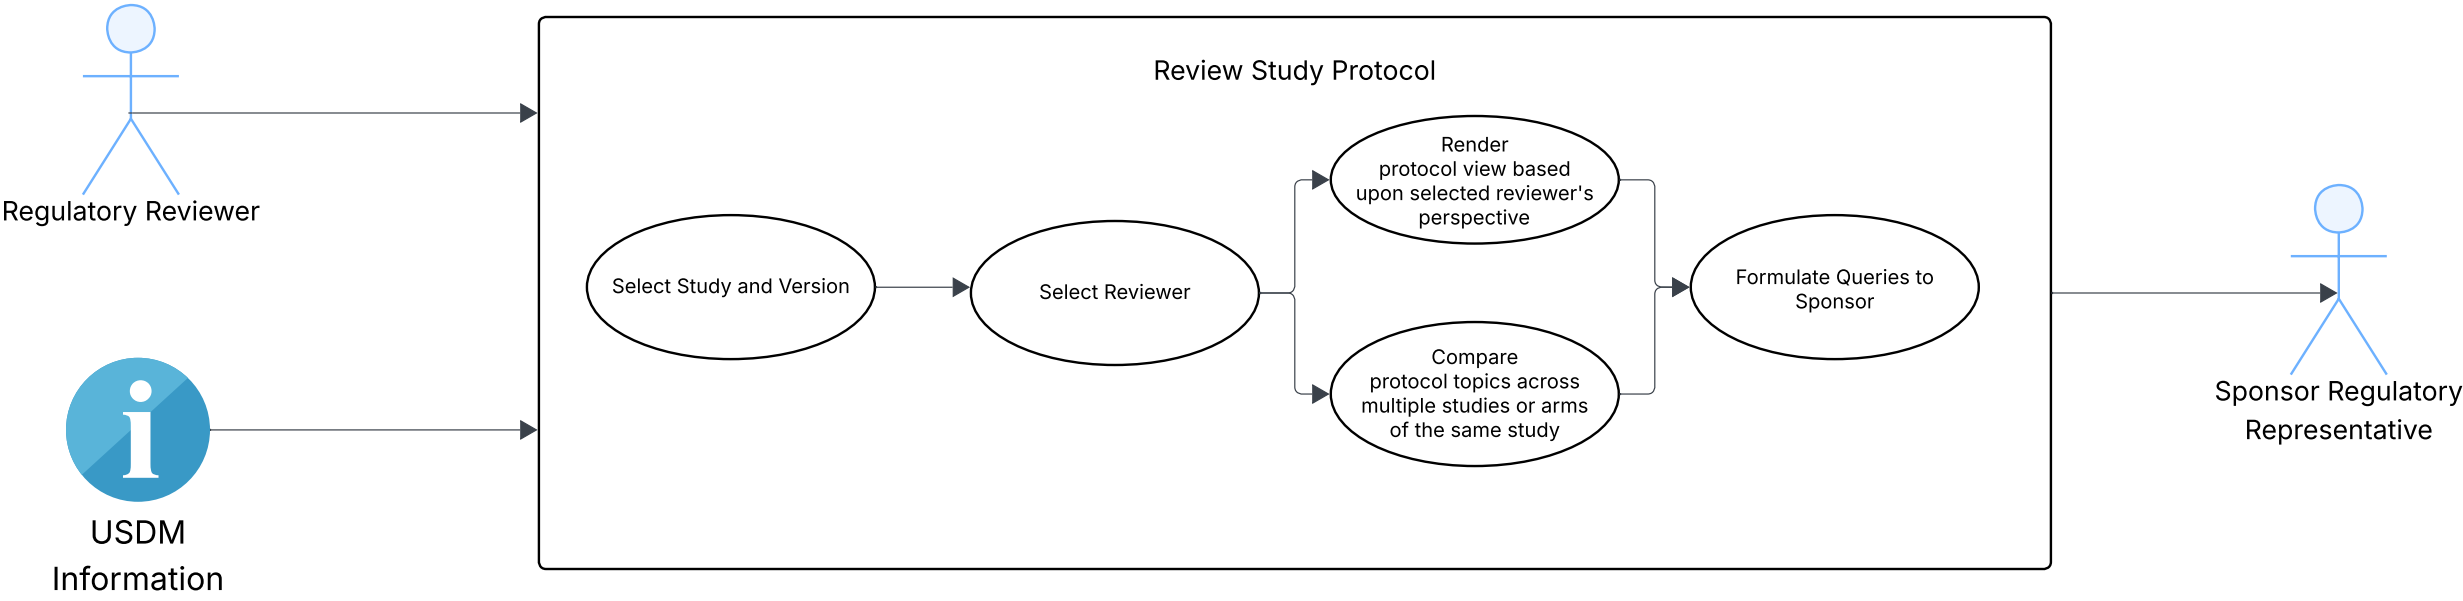 Regulatory Reviewer
USDM
Information
Review Study Protocol
Select Study and Version
Select Reviewer
Render
protocol view based
upon selected reviewer's
perspective
Compare
protocol topics across
multiple studies or arms
of the same study
Formulate Queries to
Sponsor
Sponsor Regulatory
Representative